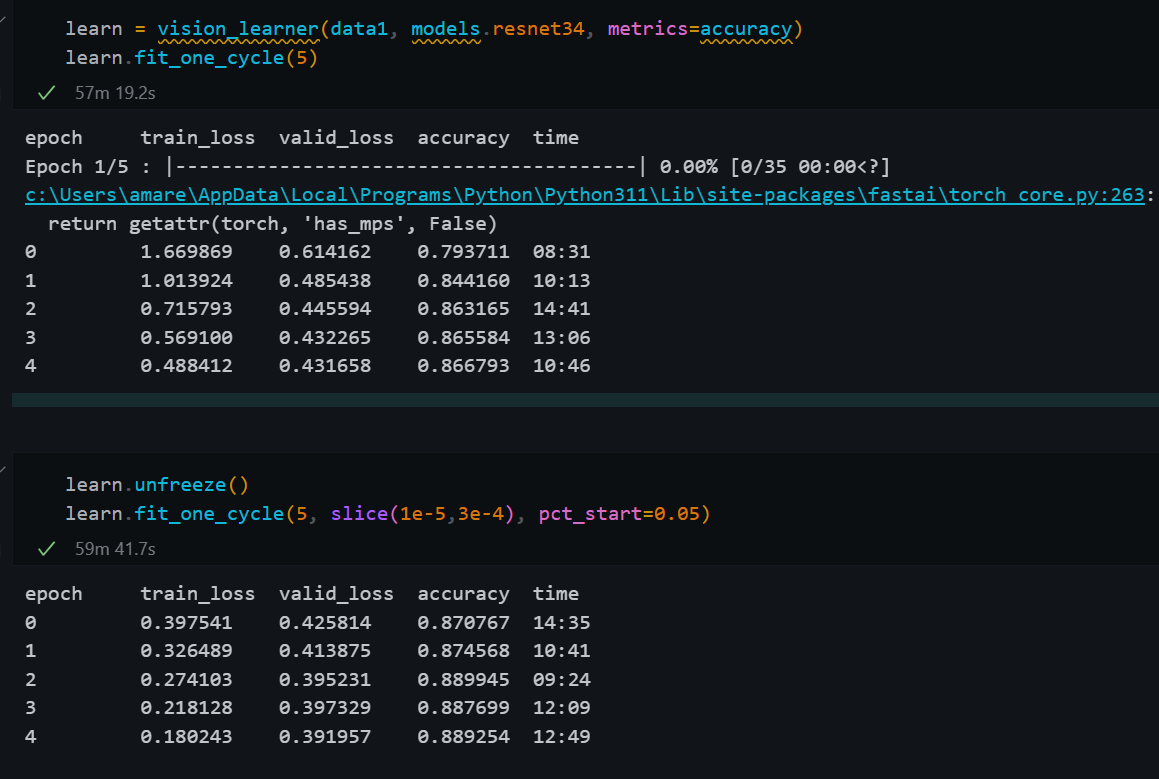 learn = vision_learner(data1, models.resnet34, metrics=accuracy)
learn.fit_one_cycle(5)
57m 19.2s
epoch train_loss valid_loss accuracy time
Epoch 1/5 : |----------------------------------------| 0.00% [0/35 00:00<?]
c:\Users\amare\AppData\Local\Programs\Python\Python311\Lib\site-packages\fastai\torch_core.py:263:
return getattr(torch, 'has_mps', False)
0 1.669869 0.614162 0.793711 08:31
1 1.013924 0.485438 0.844160 10:13
2 0.715793 0.445594 0.863165 14:41
3 0.569100 0.432265 0.865584 13:06
4 0.488412 0.431658 0.866793 10:46
learn.unfreeze()
learn.fit_one_cycle(5, slice(1e-5,3e-4), pct_start=0.05)
59m 41.7s
epoch train_loss valid_loss accuracy time
0 0.397541 0.425814 0.870767 14:35
1 0.326489 0.413875 0.874568 10:41
2 0.274103 0.395231 0.889945 09:24
3 0.218128 0.397329 0.887699 12:09
4 0.180243 0.391957 0.889254 12:49